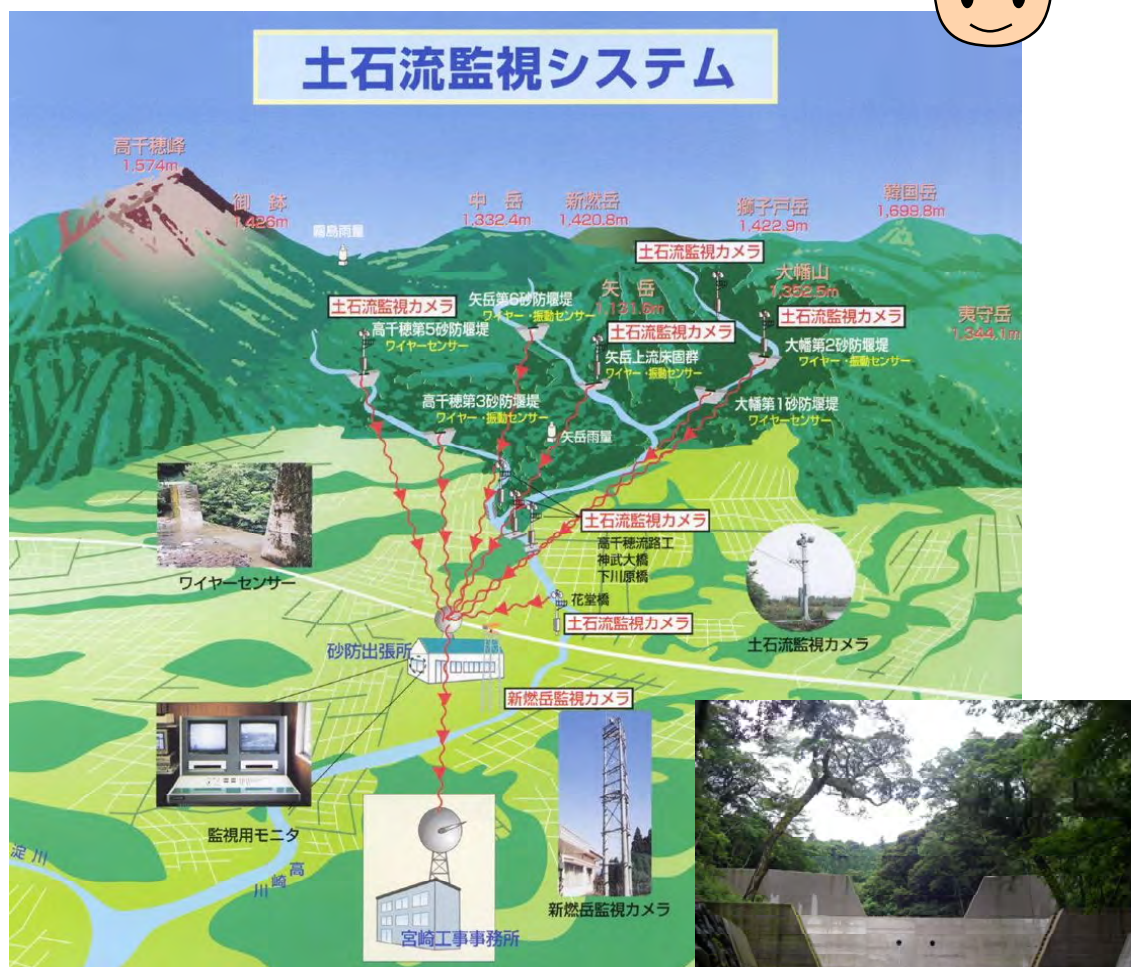 土石流監視システム
高千穂峰
1,574m
御鉢
1,426m
霧島雨量
中岳
1,332.4m
新燃岳
1,420.8m
獅子戸岳
1,422.9m
韓国岳
1,699.8m
土石流監視カメラ
大幡山
1,352.5m
夷守岳
1,344.1m
矢岳
1,131.6m
土石流監視カメラ
高千穂第5砂防堰堤
ワイヤーセンサー
矢岳第6砂防堰堤
ワイヤー・振動センサー
土石流監視カメラ
矢岳上流床固群
ワイヤー・振動センサー
土石流監視カメラ
大幡第2砂防堰堤
ワイヤー・振動センサー
高千穂第3砂防堰堤
ワイヤー・振動センサー
大幡第1砂防堰堤
ワイヤーセンサー
矢岳雨量
土石流監視カメラ
高千穂流路工
神武大橋
下川原橋
ワイヤーセンサー
花堂橋
土石流監視カメラ
土石流監視カメラ
砂防出張所
新燃岳監視カメラ
監視用モニタ
淀川
高崎川
新燃岳監視カメラ
宮崎工事事務所